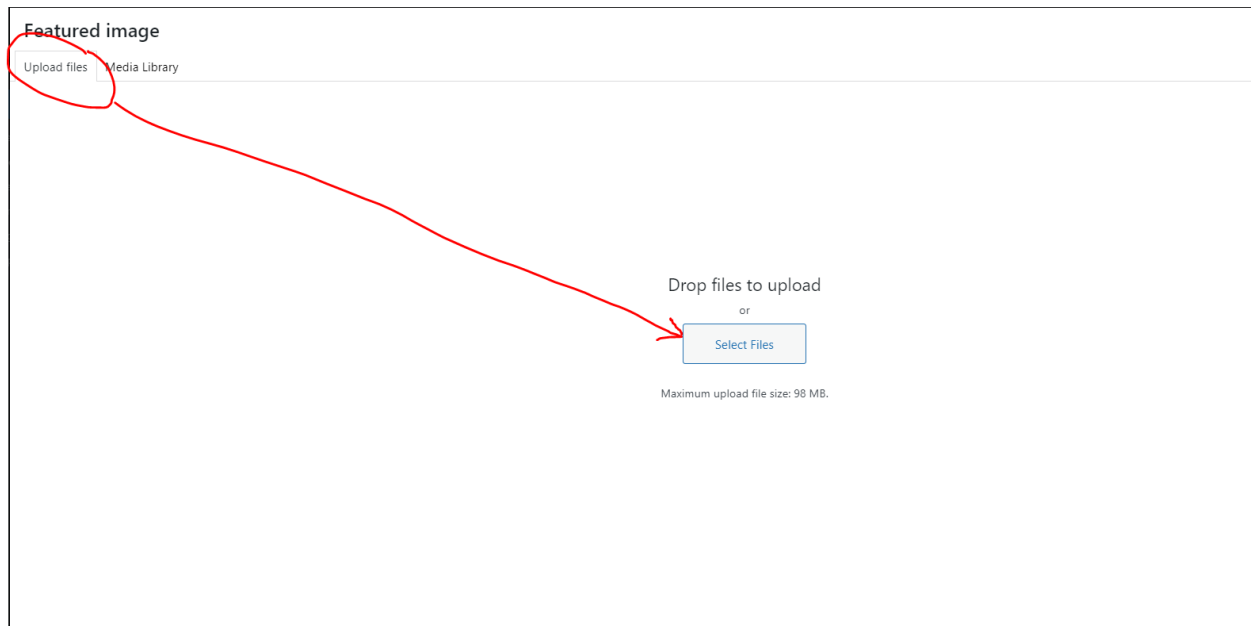 Featured image
Upload files Media Library
Drop files to upload
or
Select Files
Maximum upload file size: 98 MB.